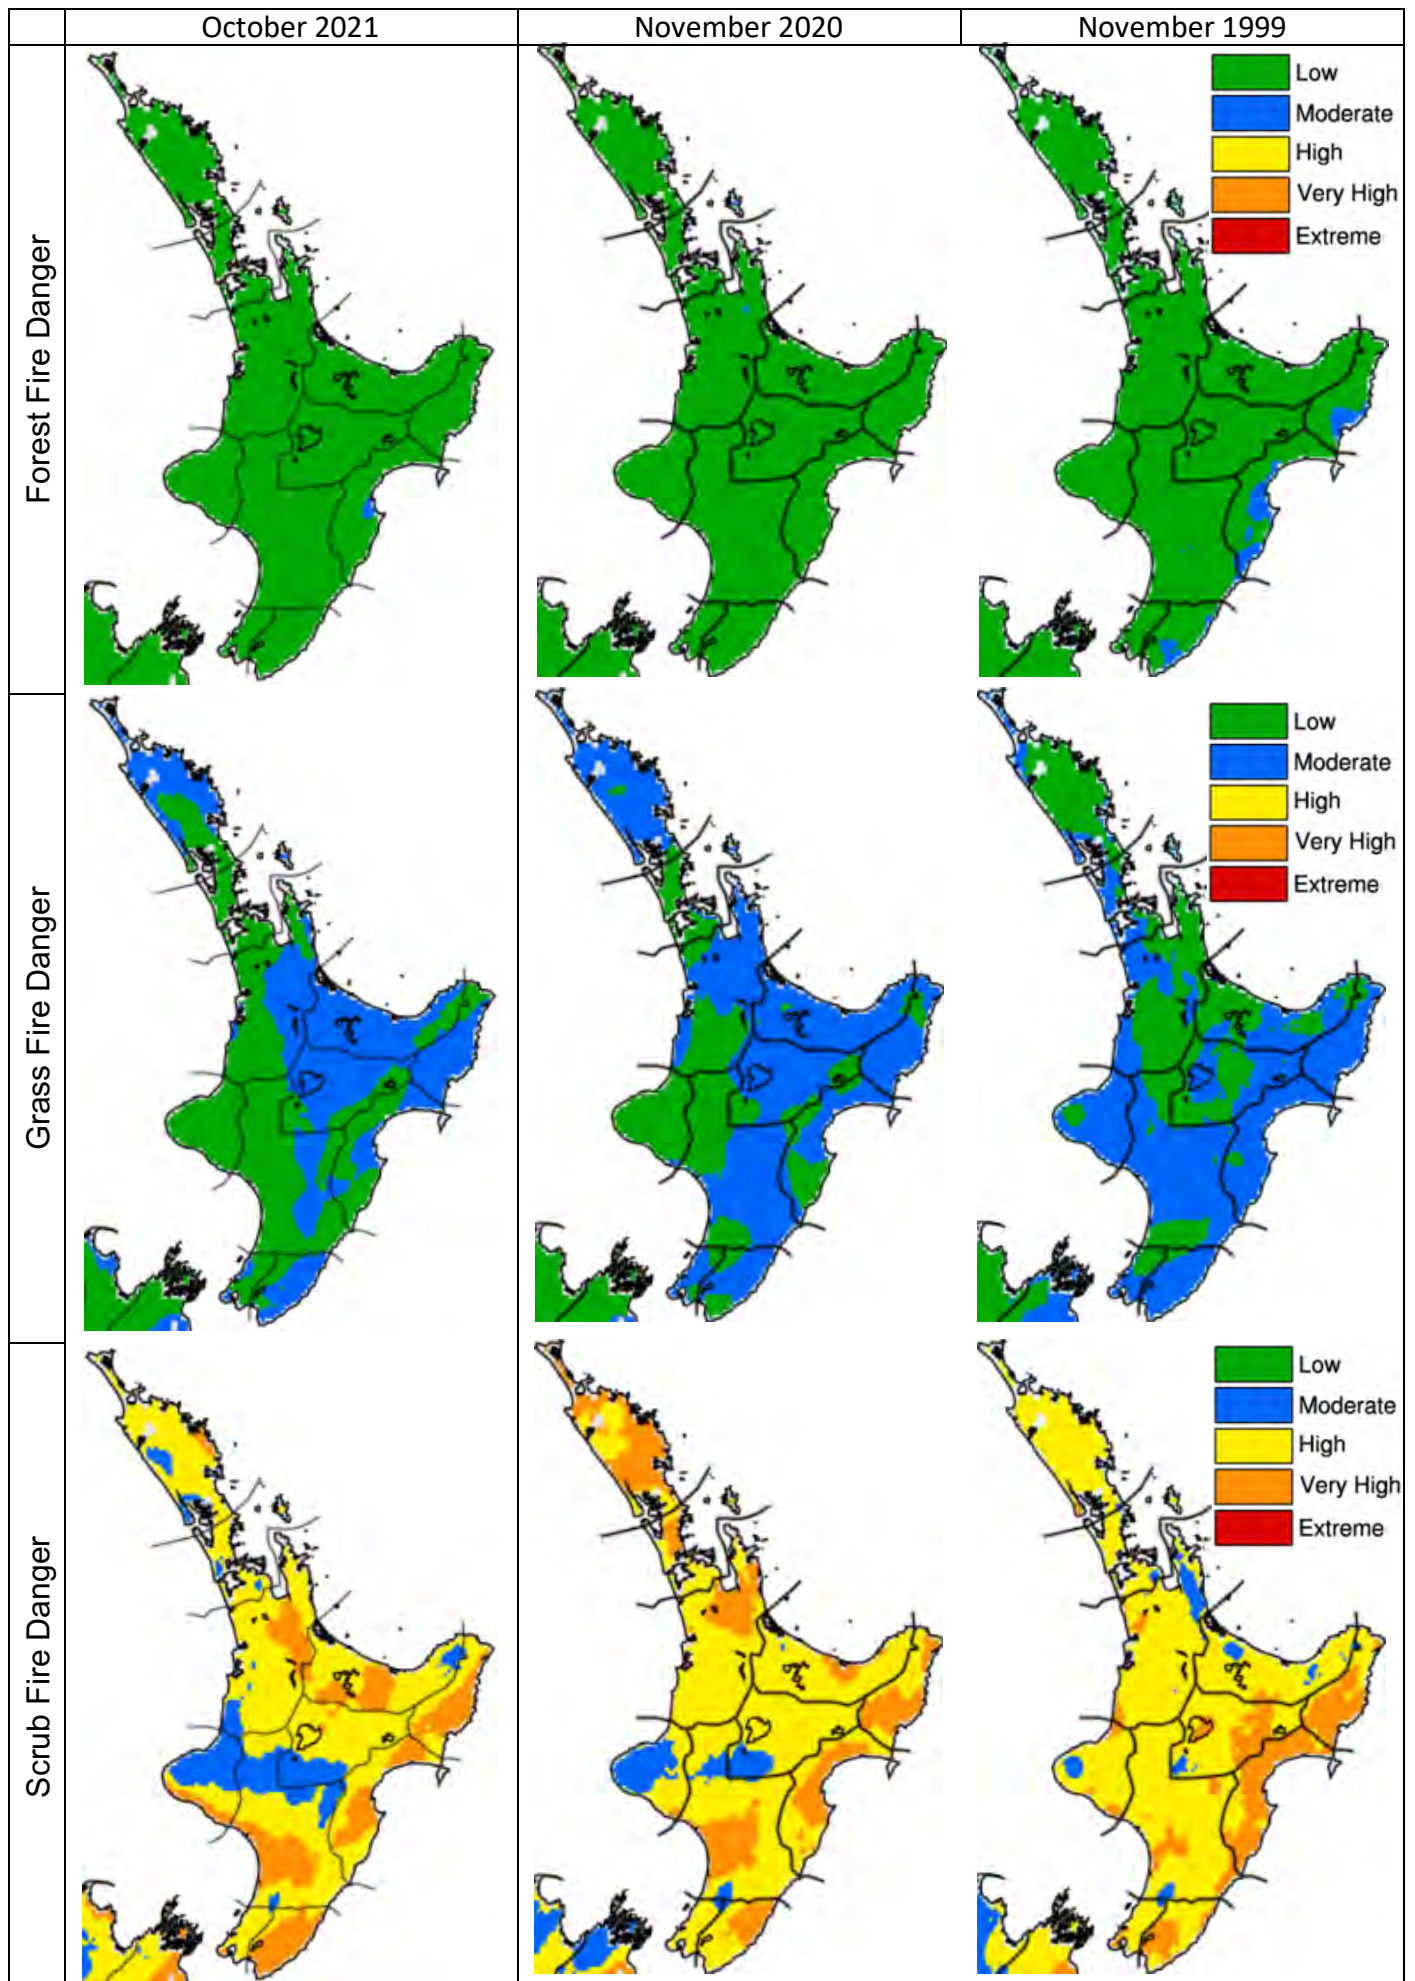 October 2021
November 2020
November 1999
Forest Fire Danger
Low
Moderate
High
Very High
Extreme
Grass Fire Danger
Low
Moderate
High
Very High
Extreme
Scrub Fire Danger
Low
Moderate
High
Very High
Extreme